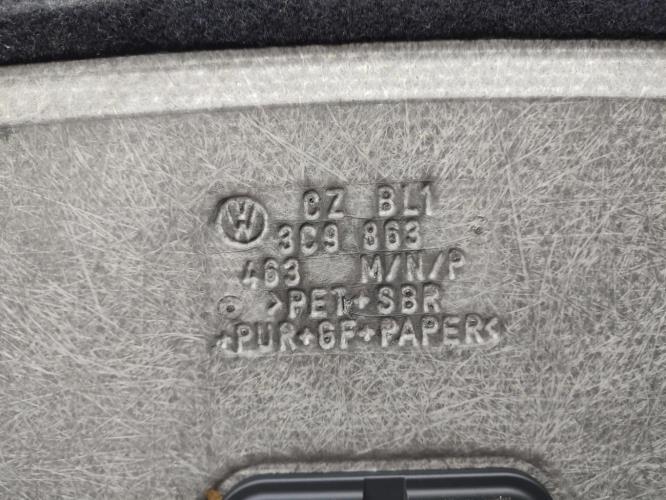 CZ BL1
3C9 863
463 M/N/P
>PET+SBR
+PUR+GF+PAPER<